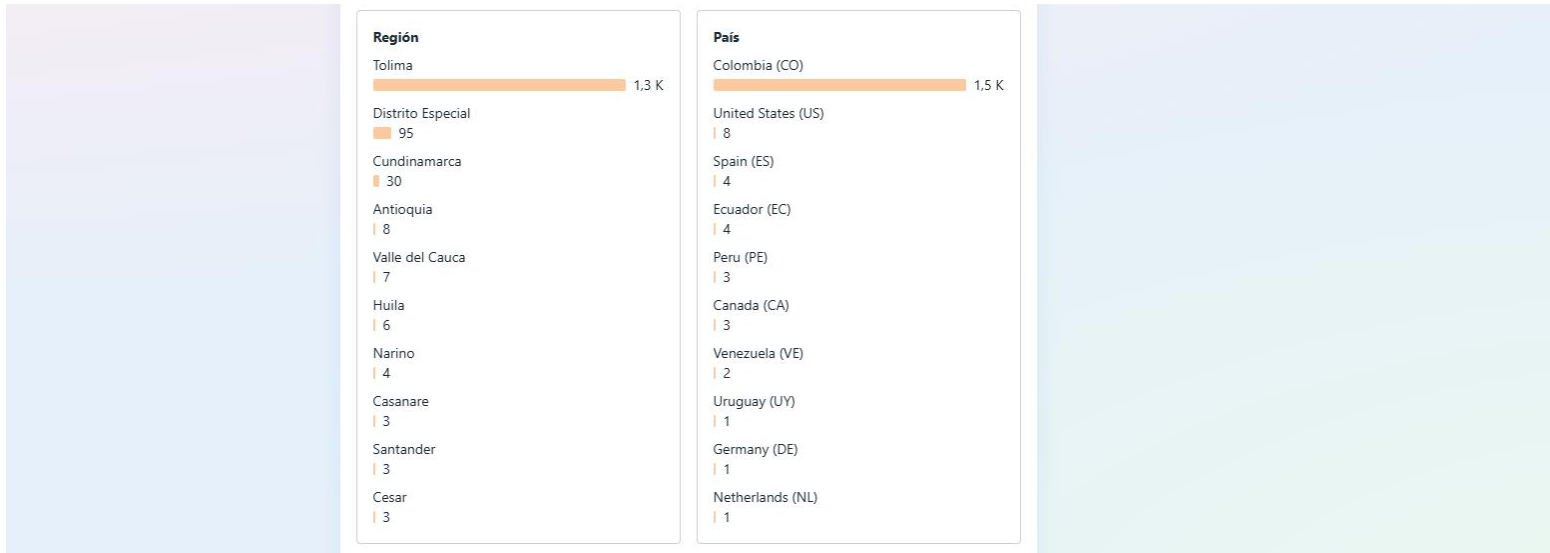 Región
Tolima
1,3 K
Distrito Especial
95
Cundinamarca
30
Antioquia
8
Valle del Cauca
7
Huila
6
Narino
4
Casanare
3
Santander
3
Cesar
3
País
Colombia (CO)
1,5 K
United States (US)
8
Spain (ES)
4
Ecuador (EC)
4
Peru (PE)
3
Canada (CA)
3
Venezuela (VE)
2
Uruguay (UY)
1
Germany (DE)
1
Netherlands (NL)
1